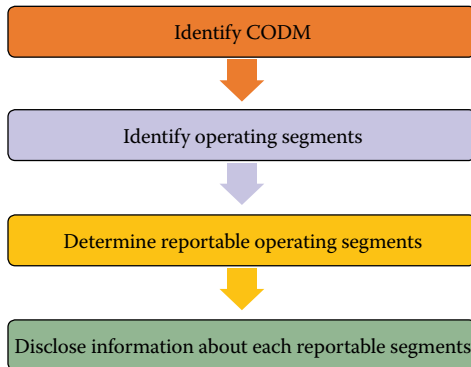 Identify CODM
Identify operating segments
Determine reportable operating segments
Disclose information about each reportable segments